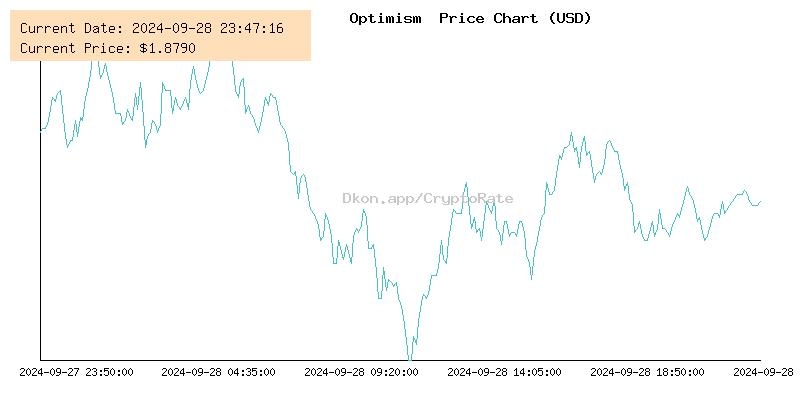 Optimism  Price Chart (USD)
Current Date: 2024-09-28 23:47:16
Current Price: $1.8790
Dkon.app/CryptoRate
2024-09-27 23:50:00 2024-09-28 04:35:00 2024-09-28 09:20:00 2024-09-28 14:05:00 2024-09-28 18:50:00 2024-09-28